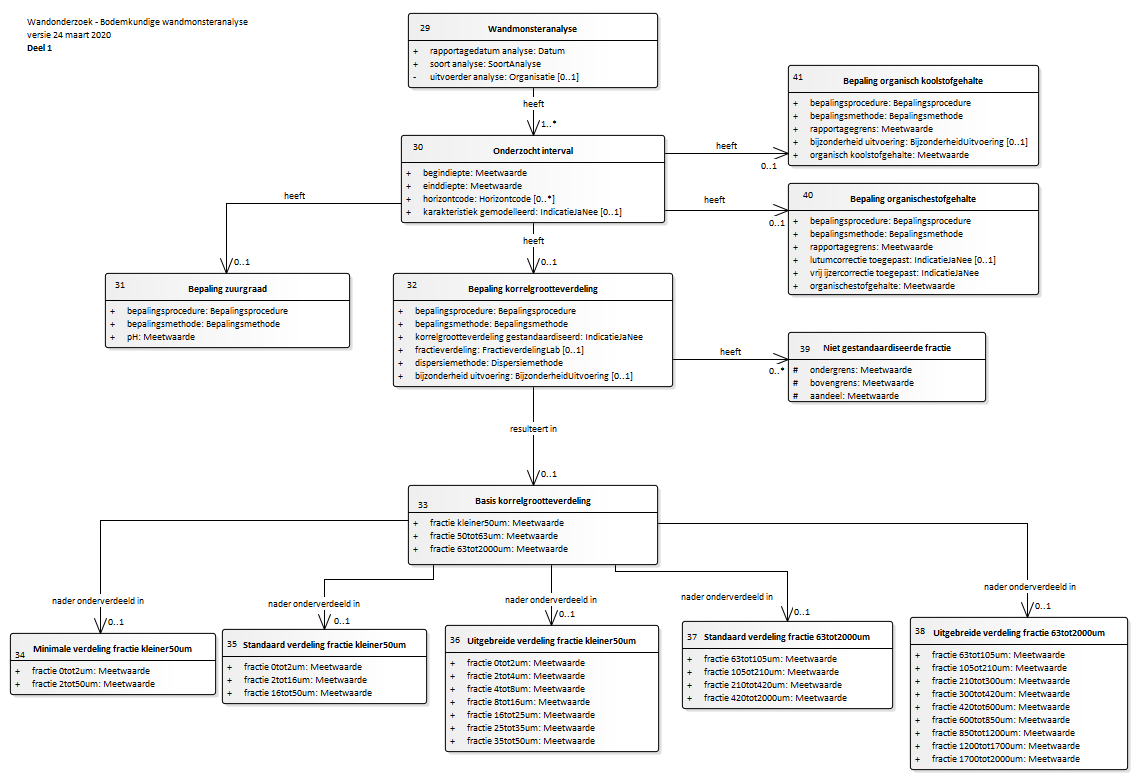 Wandonderzoek - Bodemkundige wandmonsteranalyse
versie 24 maart 2020
Deel 1
29 Wandmonsteranalyse
+ rapportagedatum analyse: Datum
+ soort analyse: SoortAnalyse
- uitvoerder analyse: Organisatie [0..1]
heeft
1..*
30 Onderzocht interval
+ begindiepte: Meetwaarde
+ einddiepte: Meetwaarde
+ horizontcode: Horizontcode [0..*]
+ karakteristiek gemodelleerd: IndicatieJaNee [0..1]
heeft
0..1
41 Bepaling organisch koolstofgehalte
+ bepalingsprocedure: Bepalingsprocedure
+ bepalingsmethode: Bepalingsmethode
+ rapportagegrens: Meetwaarde
+ bijzonderheid uitvoering: BijzonderheidUitvoering [0..1]
+ organisch koolstofgehalte: Meetwaarde
heeft
0..1
40 Bepaling organischestofgehalte
+ bepalingsprocedure: Bepalingsprocedure
+ bepalingsmethode: Bepalingsmethode
+ rapportagegrens: Meetwaarde
+ lutumcorrectie toegepast: IndicatieJaNee [0..1]
+ vrij ijzercorrectie toegepast: IndicatieJaNee
+ organischestofgehalte: Meetwaarde
heeft
0..1
31 Bepaling zuurgraad
+ bepalingsprocedure: Bepalingsprocedure
+ bepalingsmethode: Bepalingsmethode
+ pH: Meetwaarde
heeft
0..1
32 Bepaling korrelgrootteverdeling
+ bepalingsprocedure: Bepalingsprocedure
+ bepalingsmethode: Bepalingsmethode
+ korrelgrootteverdeling gestandaardiseerd: IndicatieJaNee
+ fractieverdeling: FractieverdelingLab [0..1]
+ dispersiemethode: Dispersiemethode
+ bijzonderheid uitvoering: BijzonderheidUitvoering [0..1]
heeft
0..*
39 Niet gestandaardiseerde fractie
# ondergrens: Meetwaarde
# bovengrens: Meetwaarde
# aandeel: Meetwaarde
resulteert in
0..1
33 Basis korrelgrootteverdeling
+ fractie kleiner50um: Meetwaarde
+ fractie 50tot63um: Meetwaarde
+ fractie 63tot2000um: Meetwaarde
nader onderverdeeld in
0..1
34 Minimale verdeling fractie kleiner50um
+ fractie 0tot2um: Meetwaarde
+ fractie 2tot50um: Meetwaarde
nader onderverdeeld in
0..1
35 Standaard verdeling fractie kleiner50um
+ fractie 0tot2um: Meetwaarde
+ fractie 2tot16um: Meetwaarde
+ fractie 16tot50um: Meetwaarde
nader onderverdeeld in
0..1
36 Uitgebreide verdeling fractie kleiner50um
+ fractie 0tot2um: Meetwaarde
+ fractie 2tot4um: Meetwaarde
+ fractie 4tot8um: Meetwaarde
+ fractie 8tot16um: Meetwaarde
+ fractie 16tot25um: Meetwaarde
+ fractie 25tot35um: Meetwaarde
+ fractie 35tot50um: Meetwaarde
nader onderverdeeld in
0..1
37 Standaard verdeling fractie 63tot2000um
+ fractie 63tot105um: Meetwaarde
+ fractie 105ot210um: Meetwaarde
+ fractie 210tot420um: Meetwaarde
+ fractie 420tot2000um: Meetwaarde
nader onderverdeeld in
0..1
38 Uitgebreide verdeling fractie 63tot2000um
+ fractie 63tot105um: Meetwaarde
+ fractie 105ot210um: Meetwaarde
+ fractie 210tot300um: Meetwaarde
+ fractie 300tot420um: Meetwaarde
+ fractie 420tot600um: Meetwaarde
+ fractie 600tot850um: Meetwaarde
+ fractie 850tot1200um: Meetwaarde
+ fractie 1200tot1700um: Meetwaarde
+ fractie 1700tot2000um: Meetwaarde